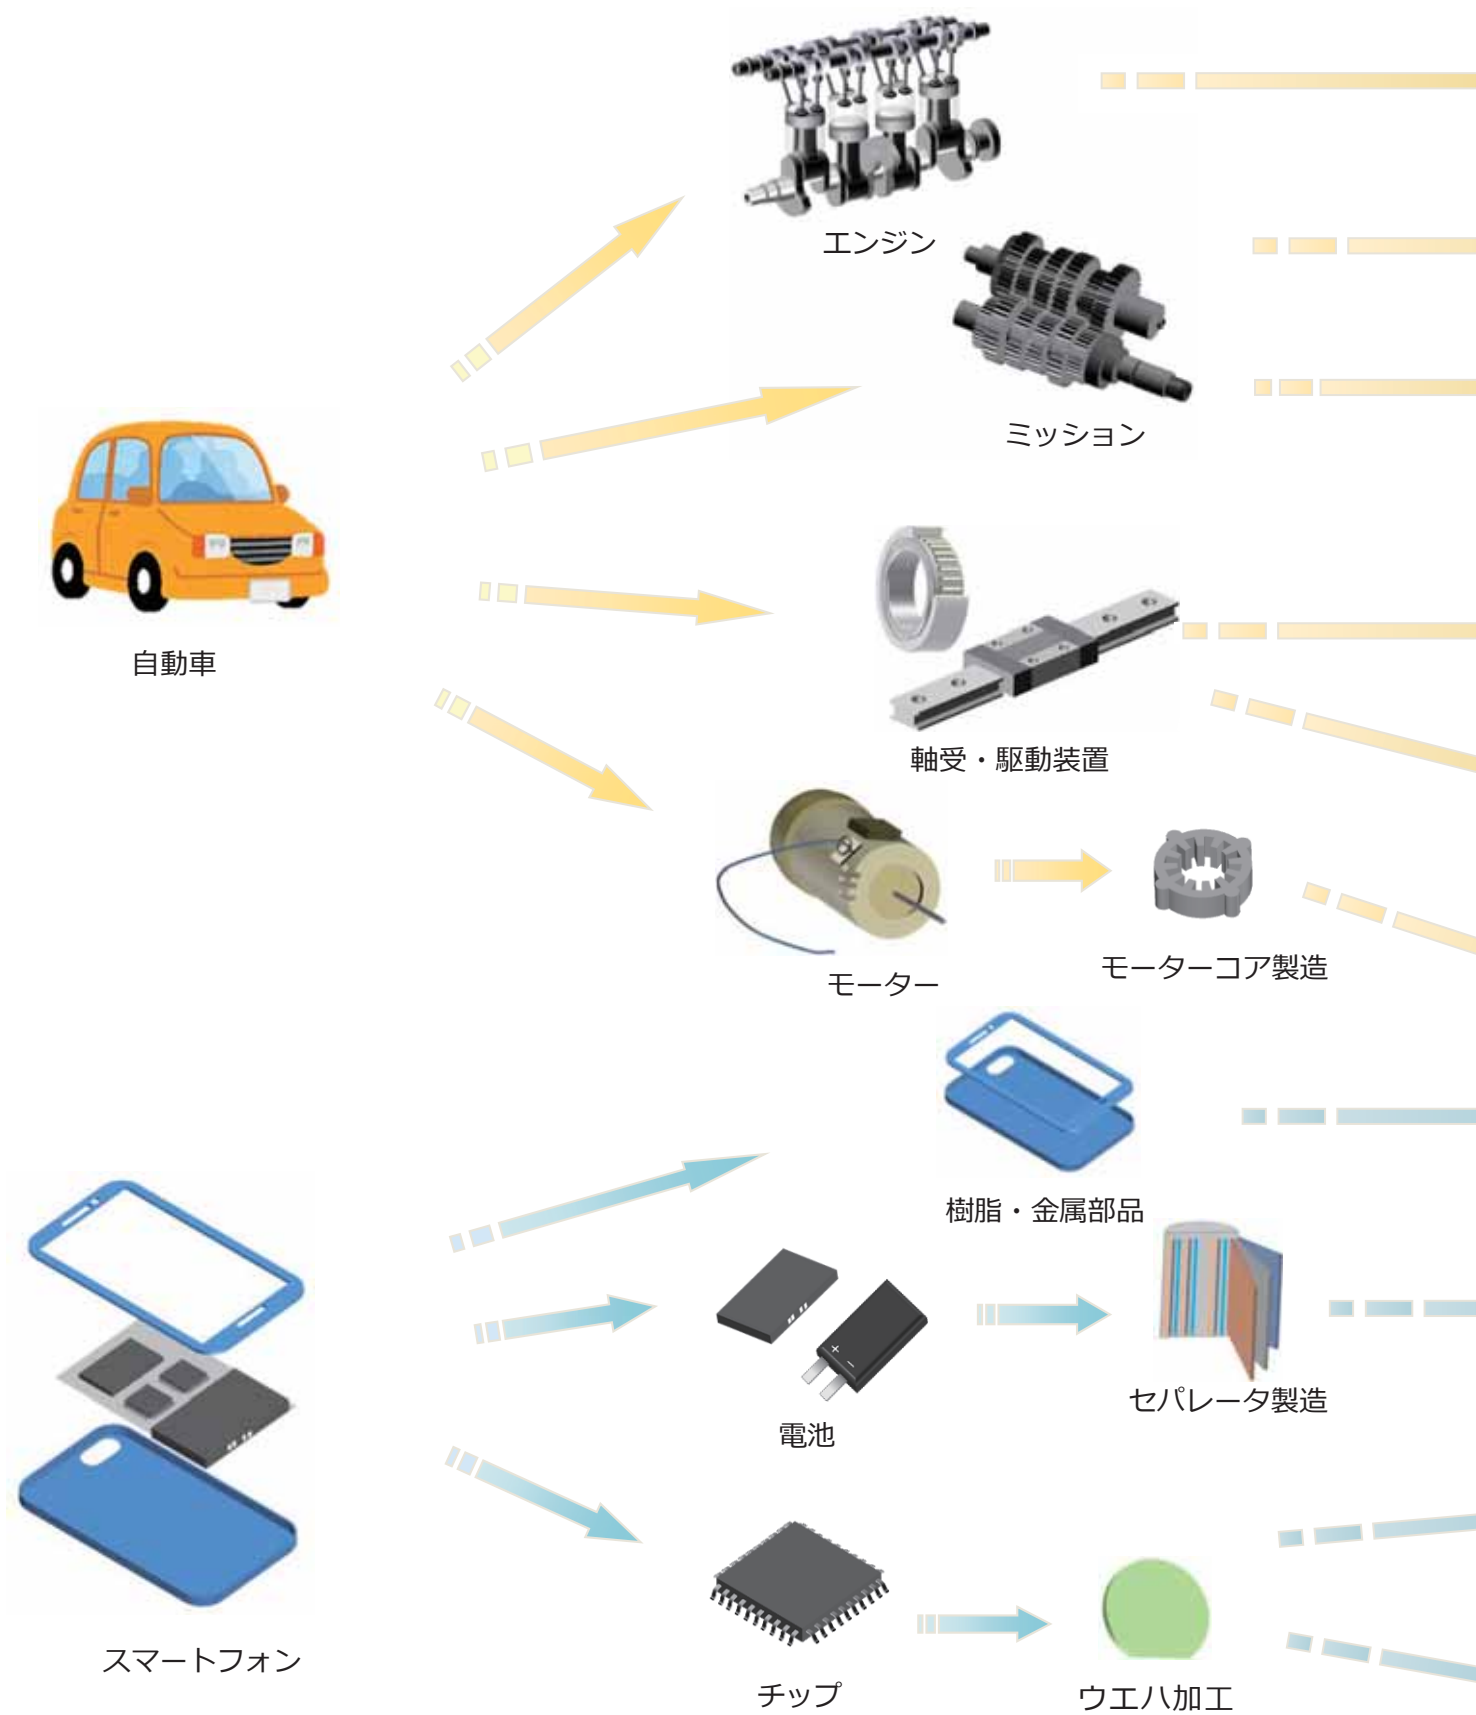 エンジン
ミッション
自動車
軸受・駆動装置
モーター
モーターコア製造
樹脂・金属部品
電池
セパレータ製造
スマートフォン
チップ
ウエハ加工